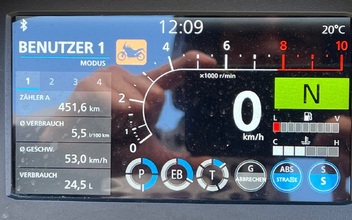 12:09
20°C
BENUTZER 1
MODUS
4 6 8 10
x1000 r/min
1 2 3 4
2
0
ZÄHLER A
451,6 km
Ø VERBRAUCH
5,5 l/100 km
Ø GESCHW.
53,0 km/h
VERBRAUCH
24,5 L
0
km/h
N
L V
C H
P
EB
T
G
ABBRECHEN
ABS
STRAßE
S
S